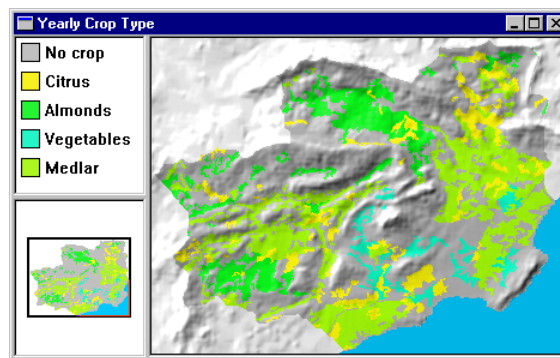 Yearly Crop Type
No crop
Citrus
Almonds
Vegetables
Medlar